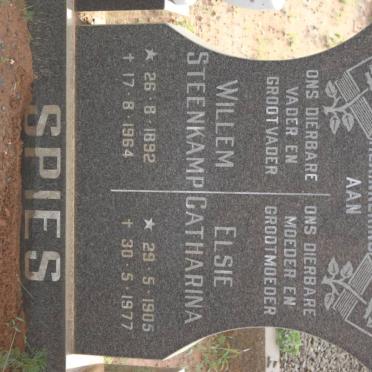 AAN
ONS DIERBARE
VADER EN
GROOTVADER
WILLEM
STEENKAMP
★ 26·8·1892
† 17·8·1964
ONS DIERBARE
MOEDER EN
GROOTMOEDER
ELSIE
CATHARINA
★ 29·5·1905
† 30·5·1977
SPIES